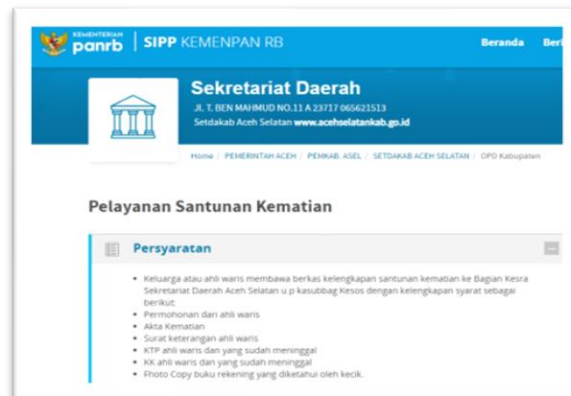 KEMENTERIAN
panrb
SIPP KEMENPAN RB
Beranda
Sekretariat Daerah
Jl. T. BEN MAHMUD NO.11 A 23717 065621513
Setdakab Aceh Selatan www.acehselatankab.go.id
Home / PEMERINTAH ACEH / PEMKAB. ASEL / SETDAKAB ACEH SELATAN / OPD Kabupaten
Pelayanan Santunan Kematian
Persyaratan
Keluarga atau ahli waris membawa berkas kelengkapan santunan kematian ke Bagian Kesra
Sekretariat Daerah Aceh Selatan u.p kasubbag Kesos dengan kelengkapan syarat sebagai
berikut:
Permohonan dari ahli waris
Akta Kematian
Surat keterangan ahli waris
KTP ahli waris dan yang sudah meninggal
KK ahli waris dan yang sudah meninggal
Fhoto Copy buku rekening yang diketahui oleh kecik.